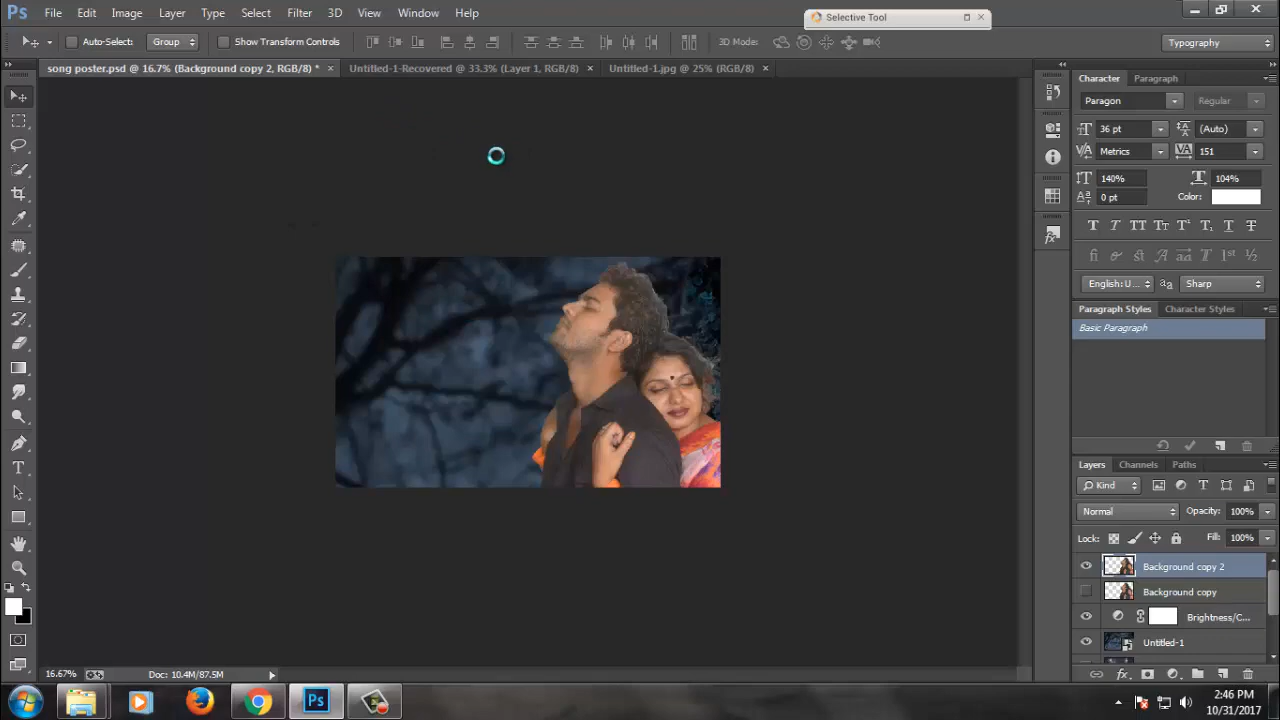 Ps File Edit Image Layer Type Select Filter 3D View Window Help
Selective Tool
Auto-Select: Group Show Transform Controls 3D Mode: Typography
song poster.psd @ 16.7% (Background copy 2, RGB/8) * × Untitled-1-Recovered @ 33.3% (Layer 1, RGB/8) × Untitled-1.jpg @ 25% (RGB/8) ×
Character Paragraph
Paragon Regular
36 pt (Auto)
Metrics 151
140% 104%
0 pt Color:
English: U... Sharp
Paragraph Styles Character Styles
Basic Paragraph
Layers Channels Paths
Kind
Normal Opacity: 100%
Lock: Fill: 100%
Background copy 2
Background copy
Brightness/C...
Untitled-1
16.67% Doc: 10.4M/87.5M
Ps
2:46 PM
10/31/2017